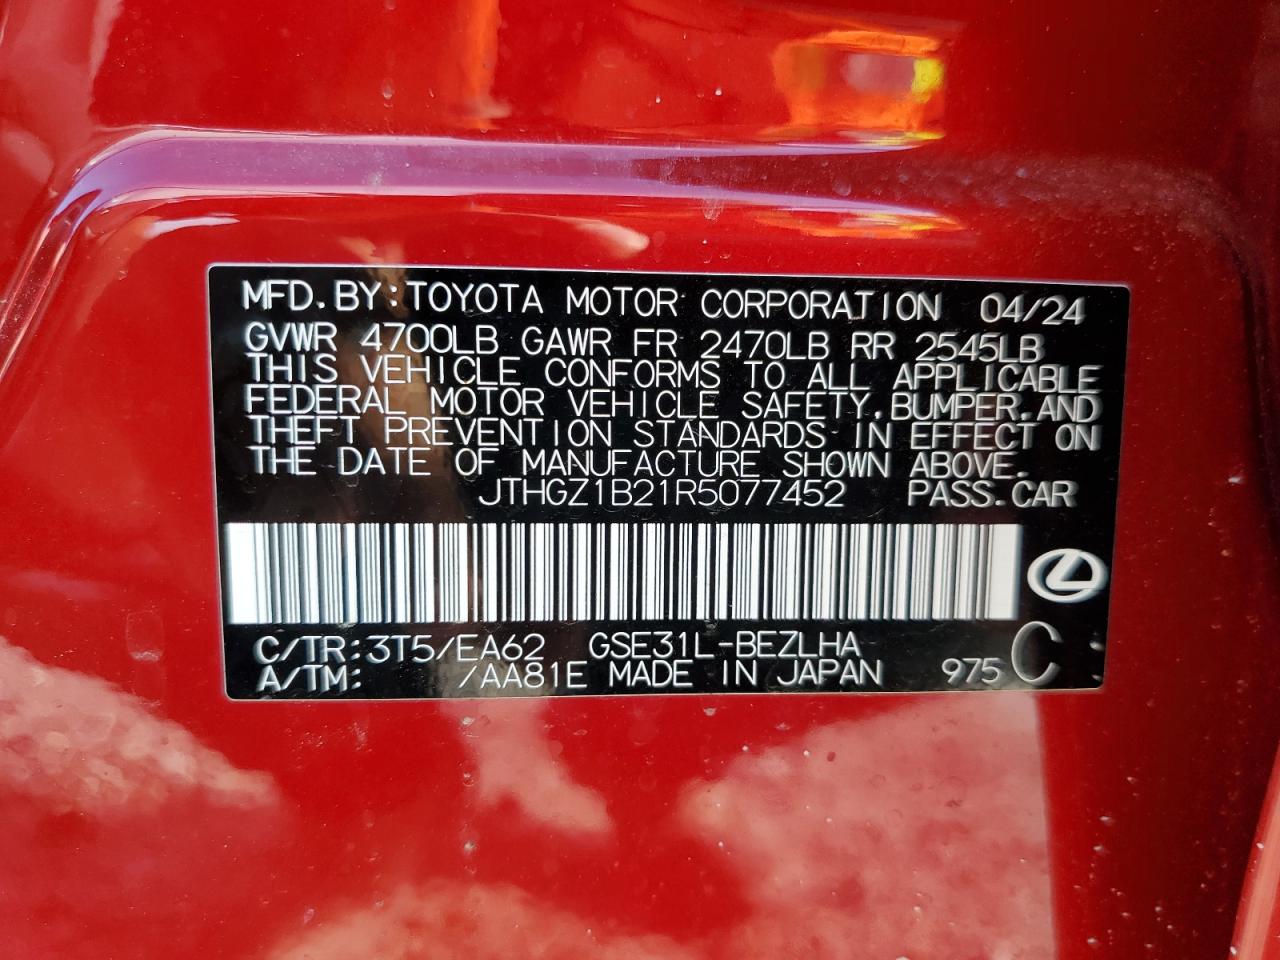 MFD.BY:TOYOTA MOTOR CORPORATION 04/24
GVWR 4700LB GAWR FR 2470LB RR 2545LB
THIS VEHICLE CONFORMS TO ALL APPLICABLE
FEDERAL MOTOR VEHICLE SAFETY,BUMPER,AND
THEFT PREVENTION STANDARDS IN EFFECT ON
THE DATE OF MANUFACTURE SHOWN ABOVE.
JTHGZ1B21R5077452 PASS.CAR
C/TR:3T5/EA62 GSE31L-BEZLHA
A/TM: /AA81E MADE IN JAPAN 975 C